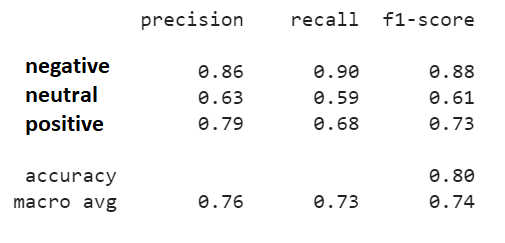 precision recall f1-score
negative 0.86 0.90 0.88
neutral 0.63 0.59 0.61
positive 0.79 0.68 0.73
accuracy 0.80
macro avg 0.76 0.73 0.74